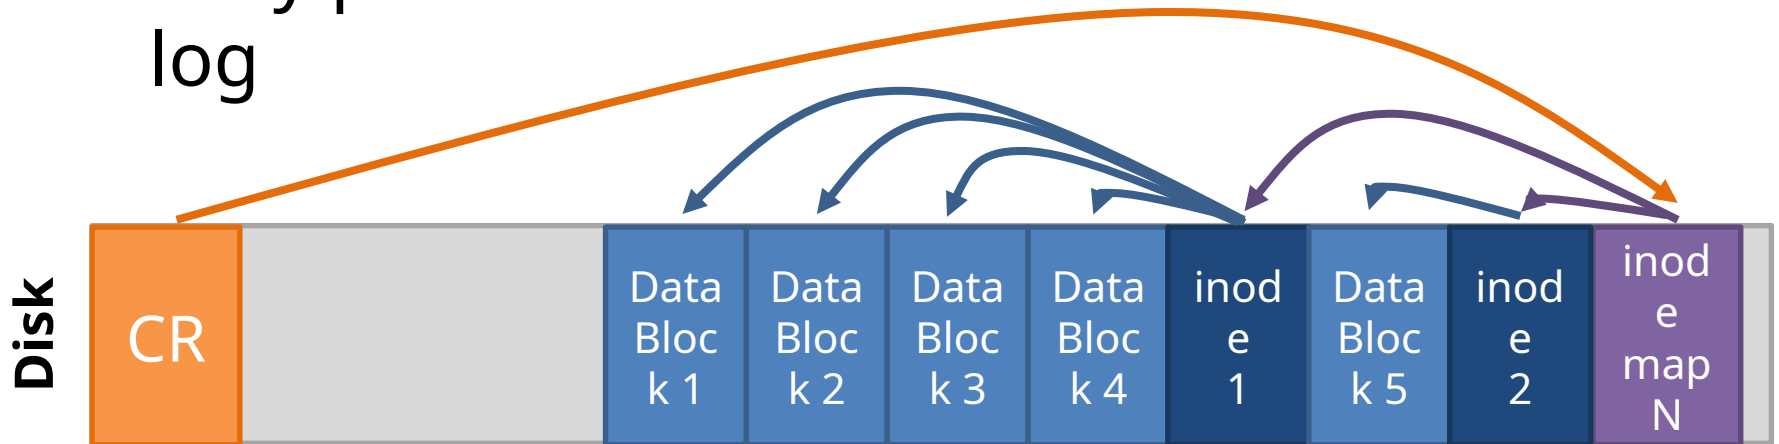 log
Disk
CR
Data
Bloc
k 1
Data
Bloc
k 2
Data
Bloc
k 3
Data
Bloc
k 4
inod
e
1
Data
Bloc
k 5
inod
e
2
inod
e
map
N